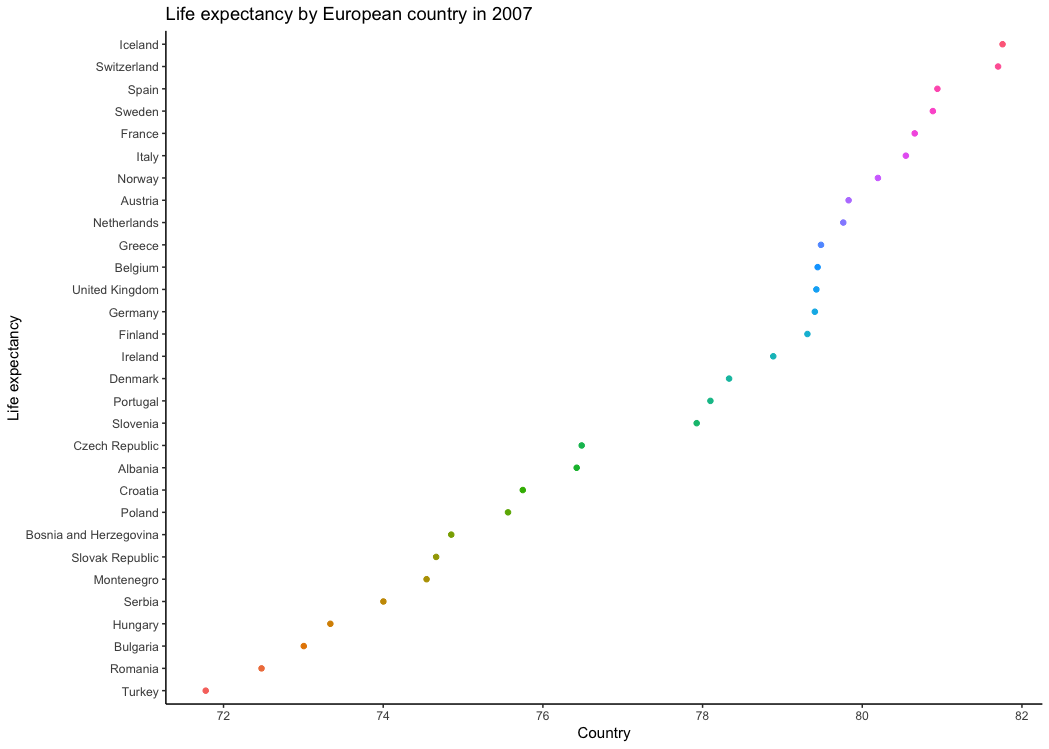 Life expectancy by European country in 2007
Iceland
Switzerland
Spain
Sweden
France
Italy
Norway
Austria
Netherlands
Greece
Belgium
United Kingdom
Germany
Finland
Ireland
Denmark
Portugal
Slovenia
Czech Republic
Albania
Croatia
Poland
Bosnia and Herzegovina
Slovak Republic
Montenegro
Serbia
Hungary
Bulgaria
Romania
Turkey
Life expectancy
72 74 76 78 80 82
Country